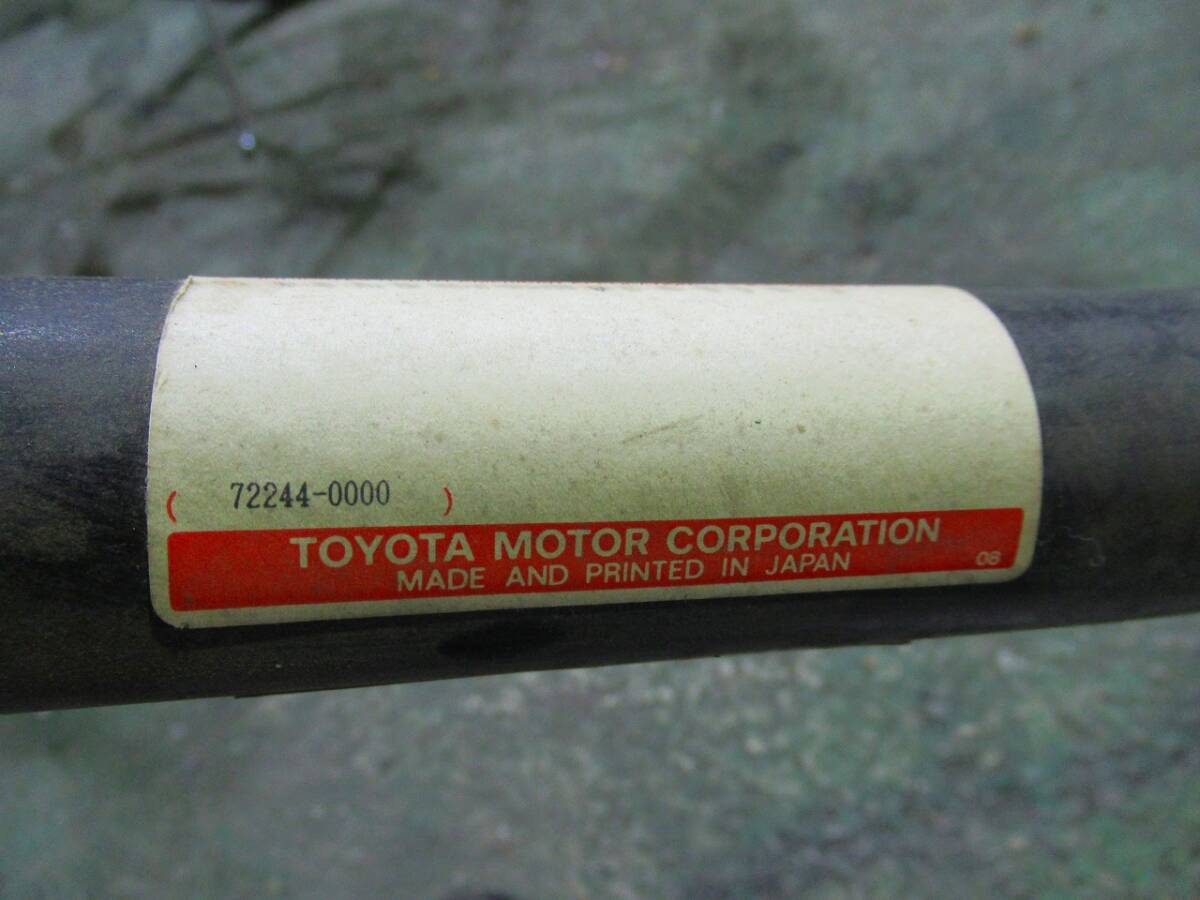 ( 72244-0000 )
TOYOTA MOTOR CORPORATION
MADE AND PRINTED IN JAPAN 08